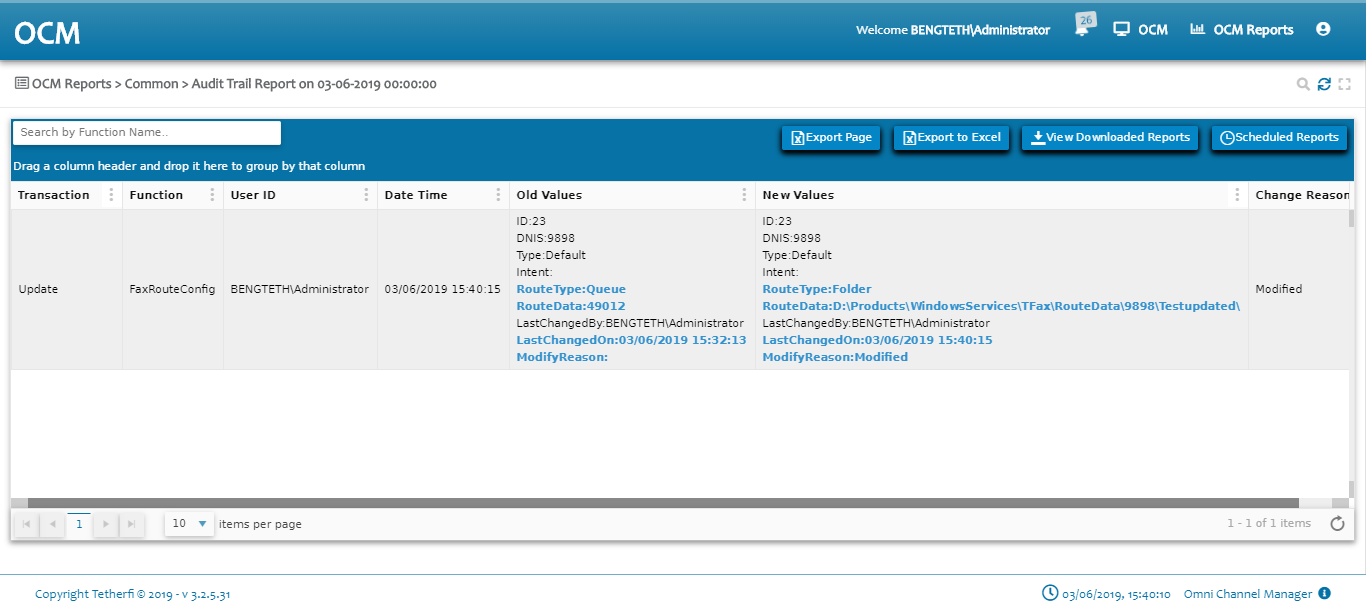 OCM
Welcome BENGTETH\Administrator
26
OCM
OCM Reports
OCM Reports > Common > Audit Trail Report on 03-06-2019 00:00:00
Search by Function Name..
Export Page
Export to Excel
View Downloaded Reports
Scheduled Reports
Drag a column header and drop it here to group by that column
Transaction
Function
User ID
Date Time
Old Values
New Values
Change Reason
Update
FaxRouteConfig
BENGTETH\Administrator
03/06/2019 15:40:15
ID:23
DNIS:9898
Type:Default
Intent:
RouteType:Queue
RouteData:49012
LastChangedBy:BENGTETH\Administrator
LastChangedOn:03/06/2019 15:32:13
ModifyReason:
ID:23
DNIS:9898
Type:Default
Intent:
RouteType:Folder
RouteData:D:\Products\WindowsServices\TFax\RouteData\9898\Testupdated\
LastChangedBy:BENGTETH\Administrator
LastChangedOn:03/06/2019 15:40:15
ModifyReason:Modified
Modified
1
10
items per page
1 - 1 of 1 items
Copyright Tetherfi © 2019 - v 3.2.5.31
03/06/2019, 15:40:10
Omni Channel Manager